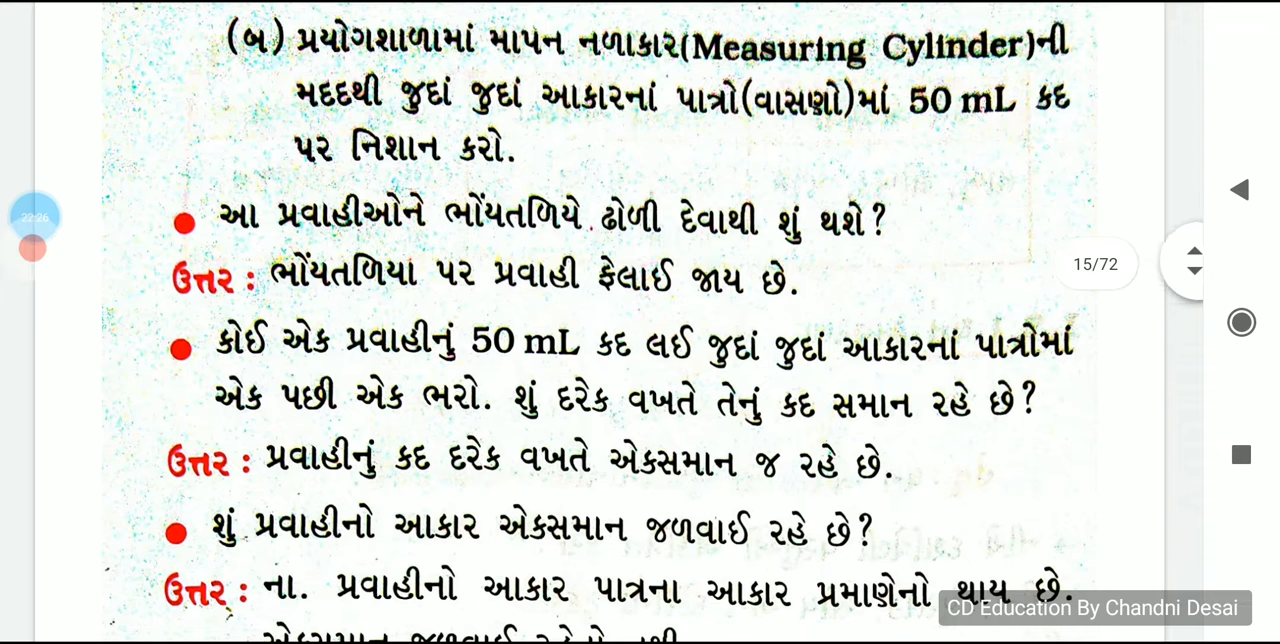 (બ) પ્રયોગશાળામાં માપન નળાકાર(Measuring Cylinder)ની
મદદથી જુદાં જુદાં આકારનાં પાત્રો(વાસણો)માં 50 mL કદ
પર નિશાન કરો.
22:26
● આ પ્રવાહીઓને ભોંયતળિયે ઢોળી દેવાથી શું થશે?
15/72
ઉત્તર : ભોંયતળિયા પર પ્રવાહી ફેલાઈ જાય છે.
● કોઈ એક પ્રવાહીનું 50 mL કદ લઈ જુદાં જુદાં આકારનાં પાત્રોમાં
એક પછી એક ભરો. શું દરેક વખતે તેનું કદ સમાન રહે છે?
ઉત્તર : પ્રવાહીનું કદ દરેક વખતે એકસમાન જ રહે છે.
● શું પ્રવાહીનો આકાર એકસમાન જળવાઈ રહે છે?
ઉત્તર : ના. પ્રવાહીનો આકાર પાત્રના આકાર પ્રમાણેનો થાય છે.
CD Education By Chandni Desai